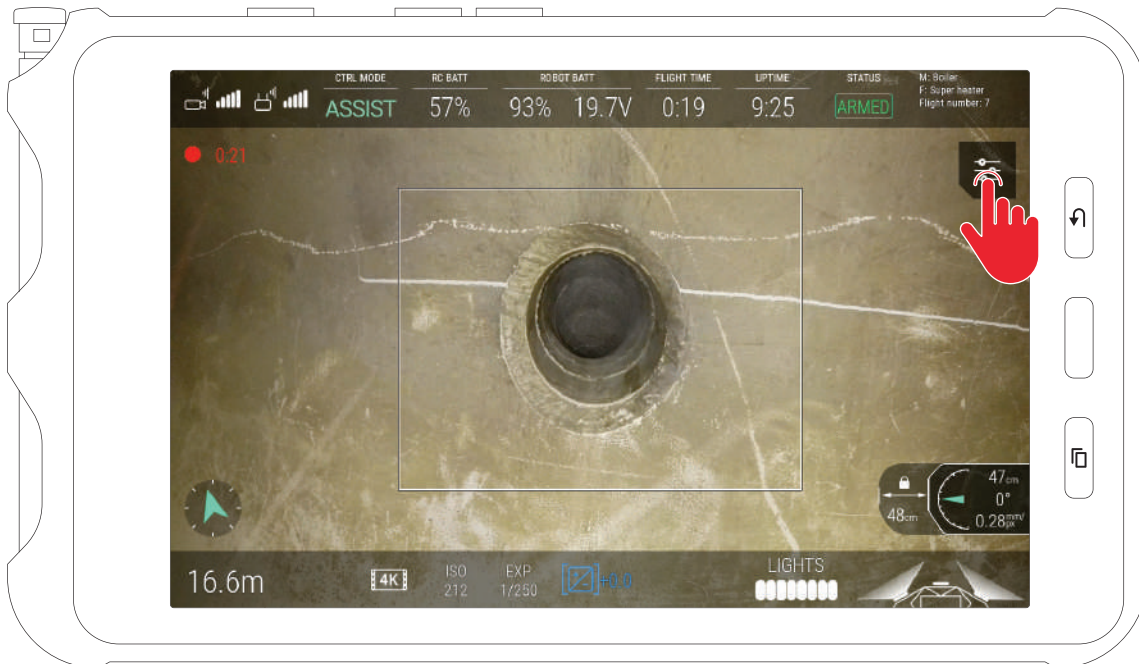 CTRL MODE RC BATT ROBOT BATT FLIGHT TIME UPTIME STATUS
ASSIST 57% 93% 19.7V 0:19 9:25 ARMED
M: Boiler
F: Super heater
Flight number: 7
0:21
47cm
0°
48cm
0.28mm/px
16.6m
4K
ISO
212
EXP
1/250
+0.0
LIGHTS